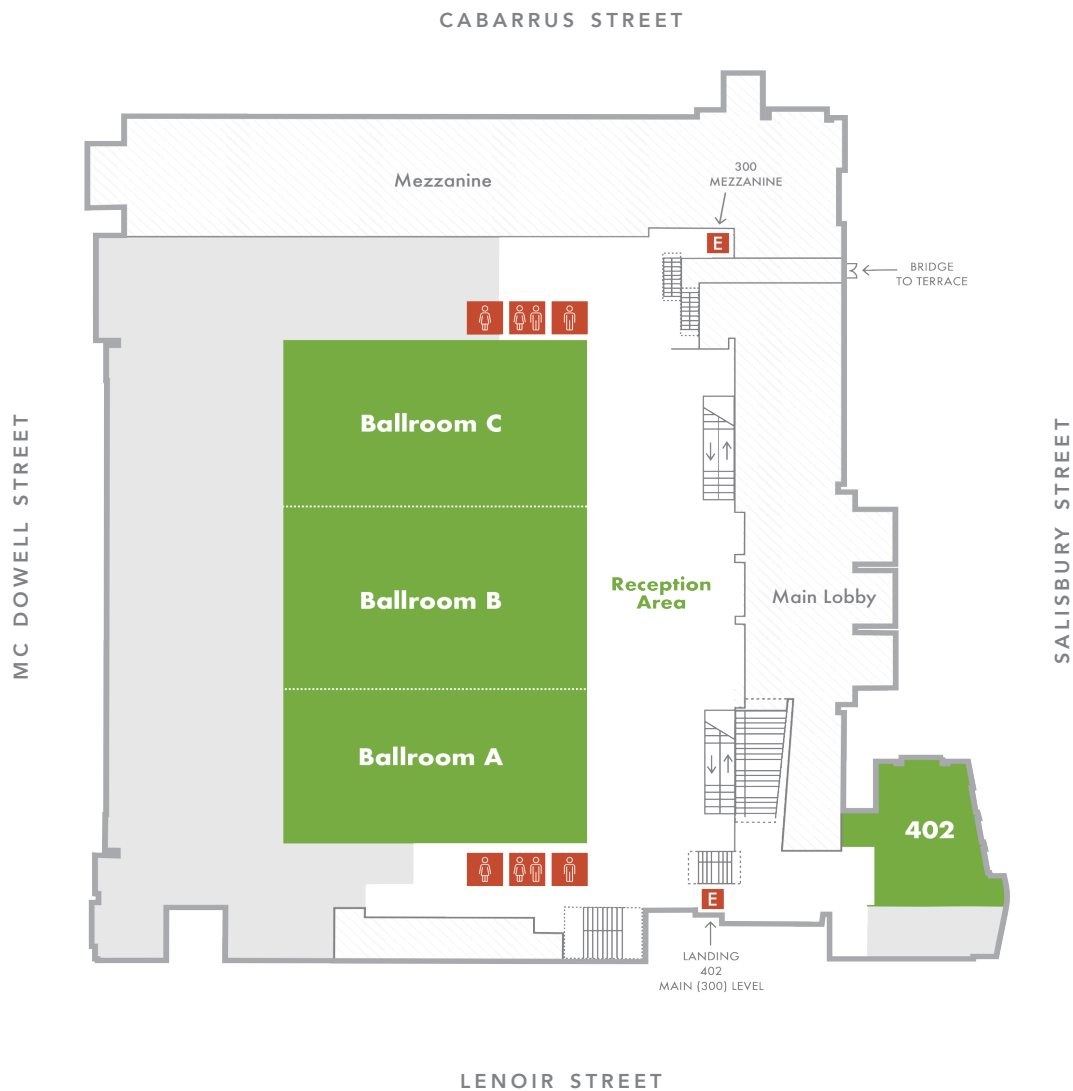 CABARRUS STREET
Mezzanine
300
MEZZANINE
E
BRIDGE
TO TERRACE
Ballroom C
MC DOWELL STREET
SALISBURY STREET
Ballroom B
Reception
Area
Main Lobby
Ballroom A
402
E
LANDING
402
MAIN (300) LEVEL
LENOIR STREET